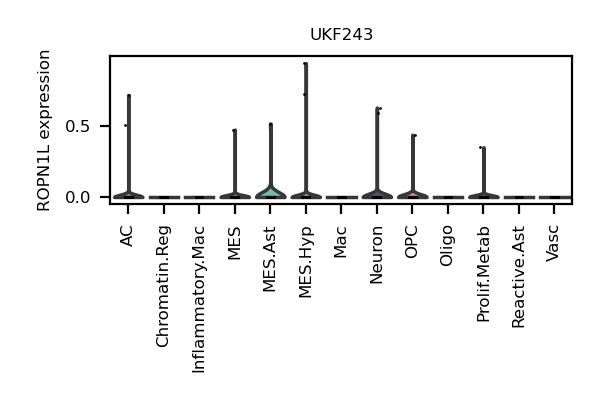 UKF243
ROPN1L expression
0.5
0.0
AC
Chromatin.Reg
Inflammatory.Mac
MES
MES.Ast
MES.Hyp
Mac
Neuron
OPC
Oligo
Prolif.Metab
Reactive.Ast
Vasc